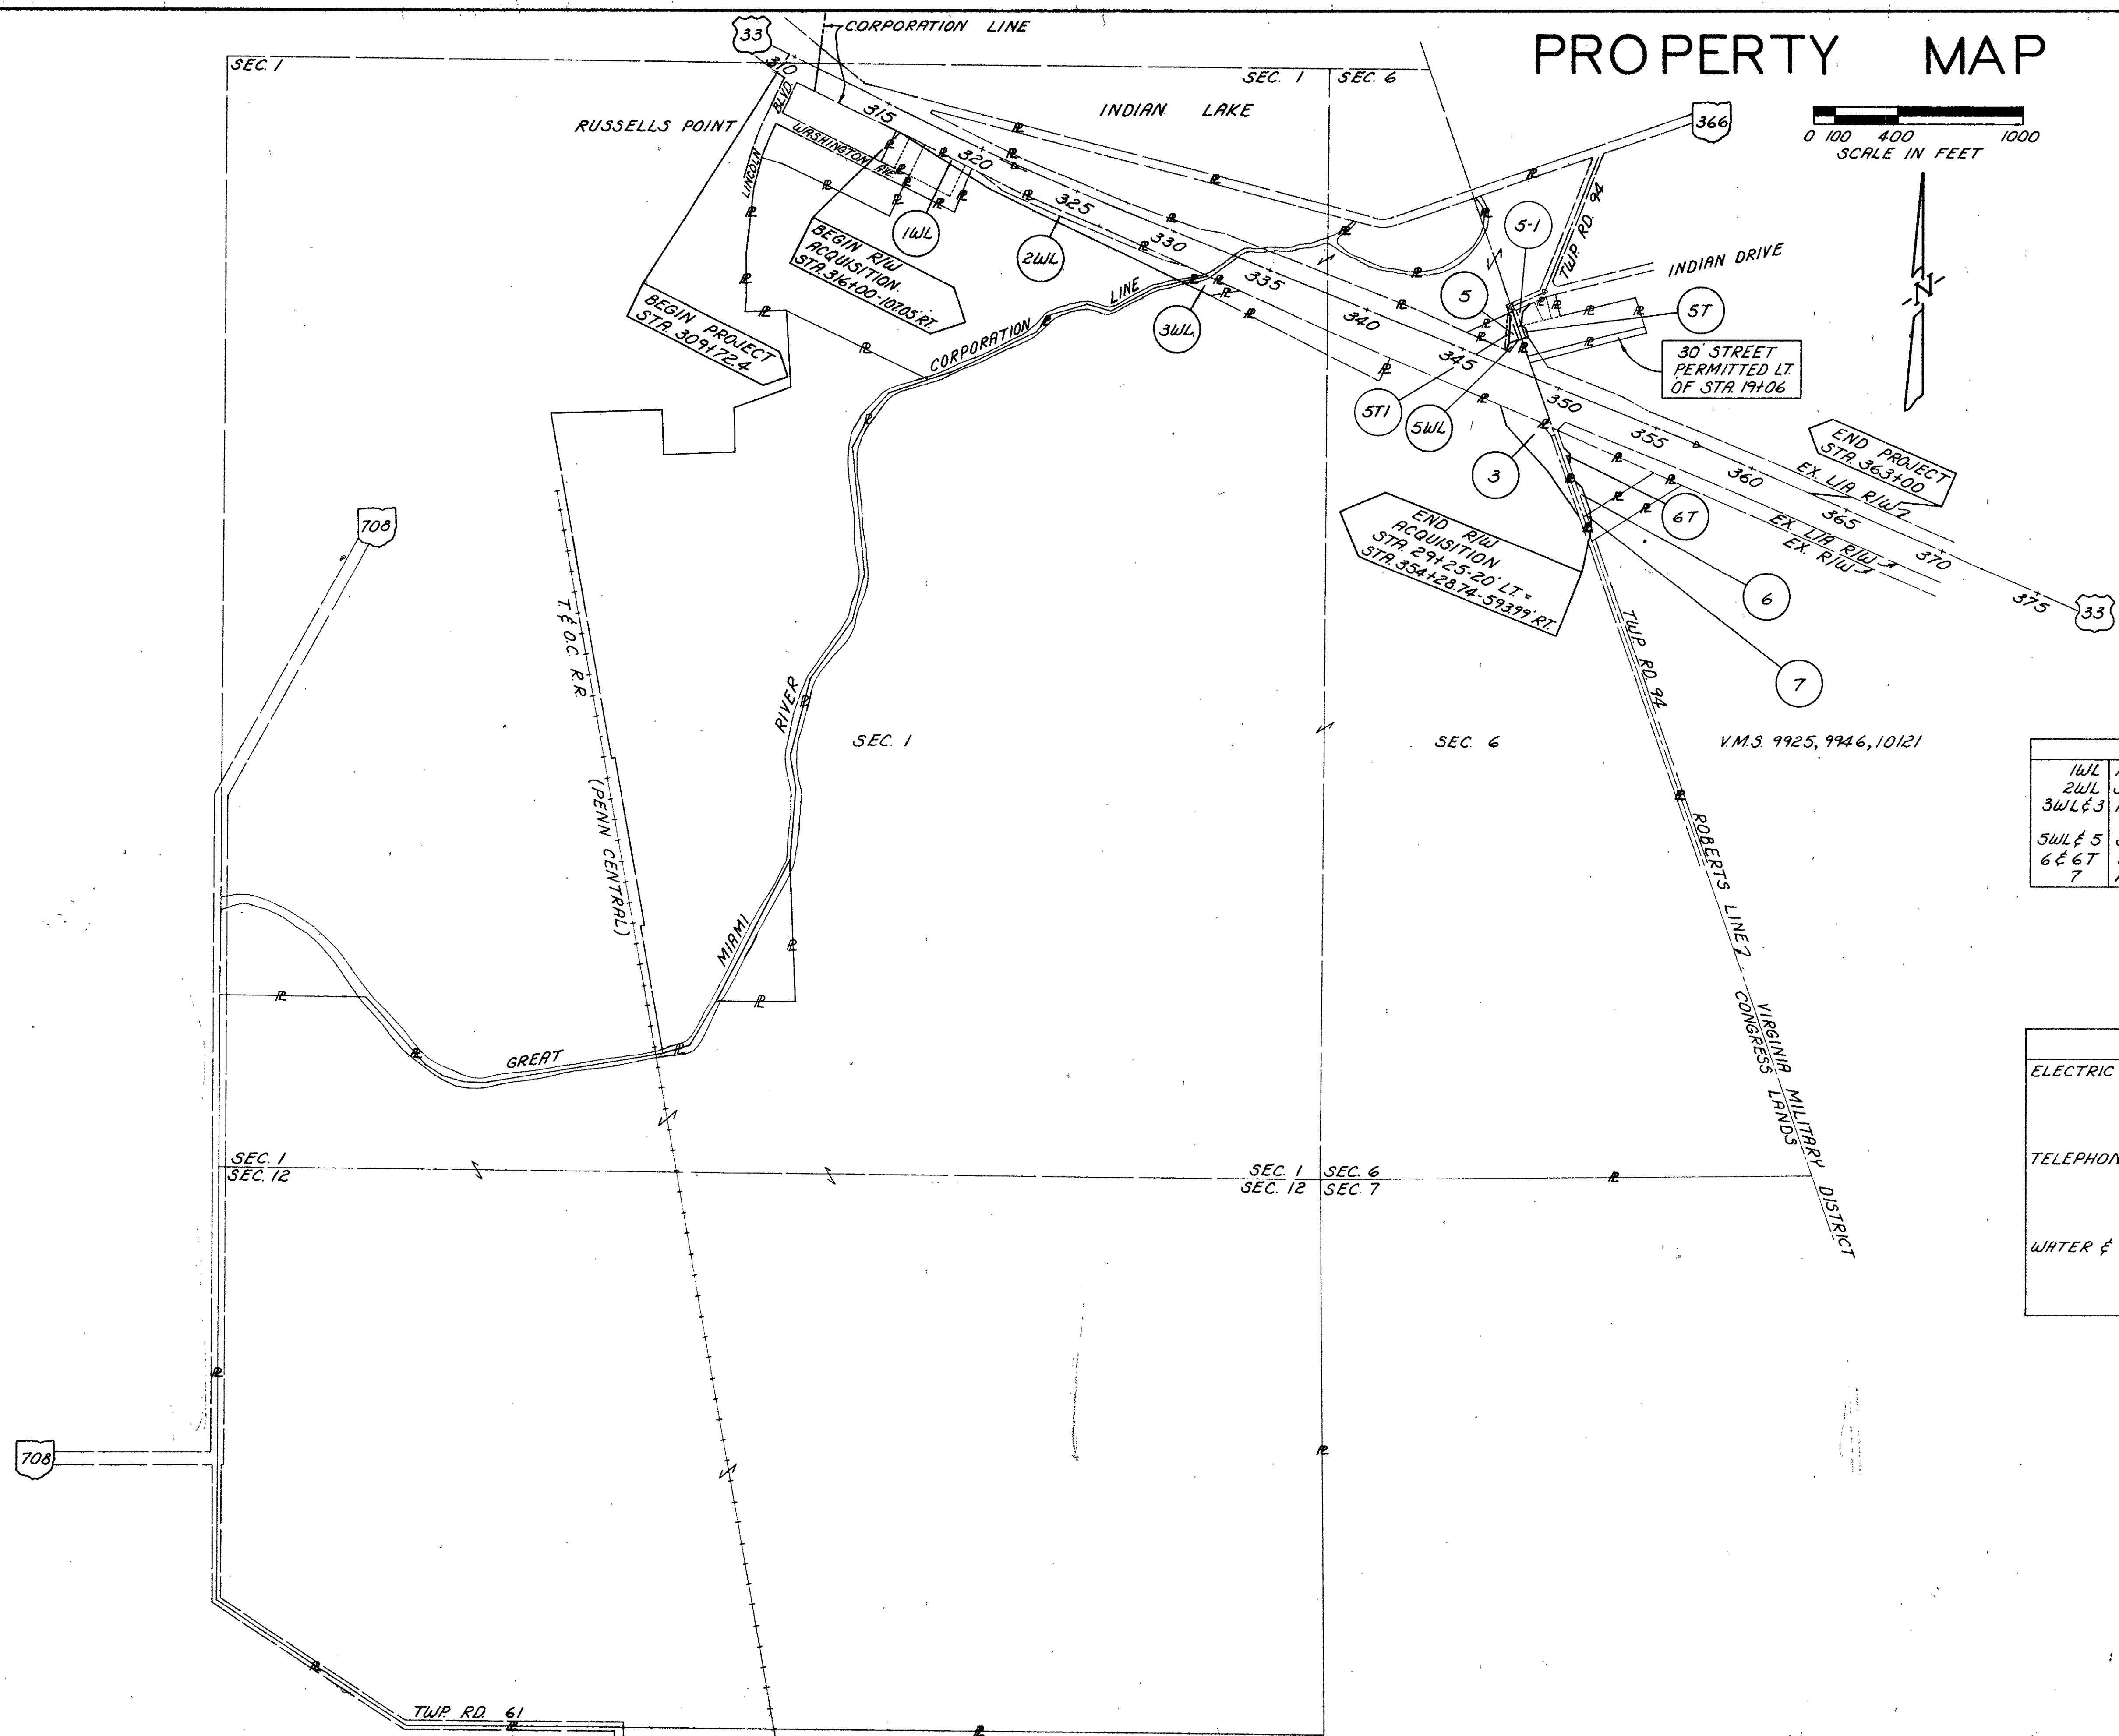 PROPERTY MAP
0 100 400 1000
SCALE IN FEET
N
33
CORPORATION LINE
SEC. 1
310
SEC. 1
SEC. 6
INDIAN LAKE
366
RUSSELLS POINT
LINCOLN BLVD.
WASHINGTON AVE.
315
320
325
330
335
340
345
350
355
360
365
370
375
33
1WL
2WL
3WL
5
5-1
5T
5T1
5WL
3
6T
6
7
TWP. RD. 94
INDIAN DRIVE
30' STREET
PERMITTED LT.
OF STA. 19+06
BEGIN R/W
ACQUISITION
STA. 316+00-107.05' RT.
BEGIN PROJECT
STA. 309+72.4
CORPORATION LINE
END PROJECT
STA. 363+00
EX. L/A R/W
EX. L/A R/W
EX. R/W
END R/W
ACQUISITION
STA. 29+25-20' LT. =
STA. 354+28.74-593.99' RT.
708
T. & O.C. R.R.
(PENN CENTRAL)
GREAT
MIAMI
RIVER
SEC. 1
SEC. 6
V.M.S. 9925, 9946, 10121
TWP. RD. 94
ROBERTS LINE
VIRGINIA MILITARY DISTRICT
CONGRESS LANDS
1WL
2WL
3WL & 3
5WL & 5
6 & 6T
7
ELECTRIC
TELEPHON
WATER &
SEC. 1
SEC. 12
SEC. 1
SEC. 6
SEC. 12
SEC. 7
708
TWP. RD. 61